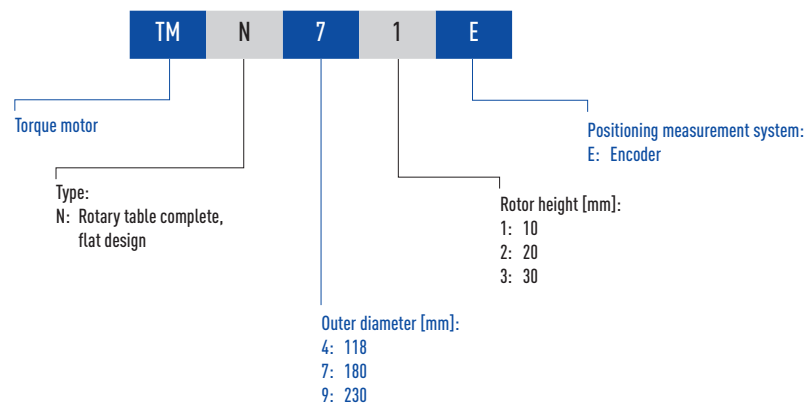 TM N 7 1 E
Torque motor
Positioning measurement system:
E: Encoder
Type:
N: Rotary table complete,
flat design
Rotor height [mm]:
1: 10
2: 20
3: 30
Outer diameter [mm]:
4: 118
7: 180
9: 230